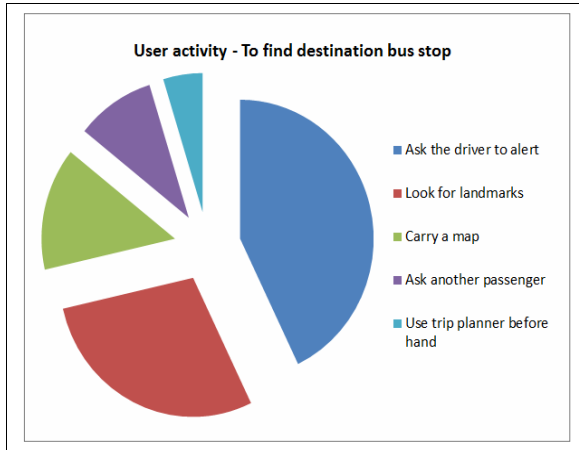 User activity - To find destination bus stop
Ask the driver to alert
Look for landmarks
Carry a map
Ask another passenger
Use trip planner before
hand